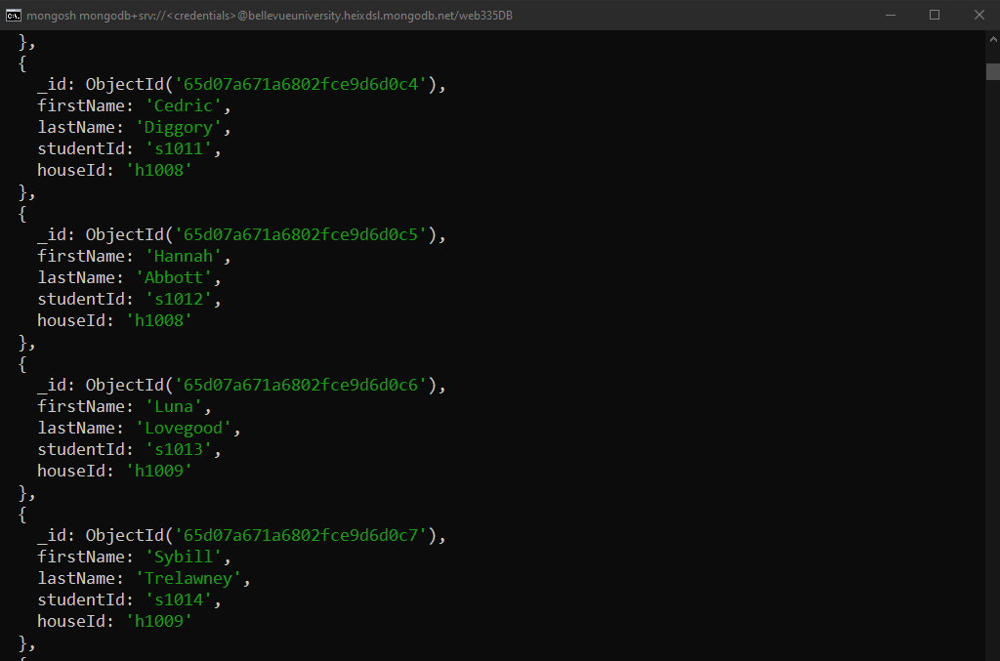 mongosh mongodb+srv://<credentials>@bellevueuniversity.heixdsl.mongodb.net/web335DB
},
{
_id: ObjectId('65d07a671a6802fce9d6d0c4'),
firstName: 'Cedric',
lastName: 'Diggory',
studentId: 's1011',
houseId: 'h1008'
},
{
_id: ObjectId('65d07a671a6802fce9d6d0c5'),
firstName: 'Hannah',
lastName: 'Abbott',
studentId: 's1012',
houseId: 'h1008'
},
{
_id: ObjectId('65d07a671a6802fce9d6d0c6'),
firstName: 'Luna',
lastName: 'Lovegood',
studentId: 's1013',
houseId: 'h1009'
},
{
_id: ObjectId('65d07a671a6802fce9d6d0c7'),
firstName: 'Sybill',
lastName: 'Trelawney',
studentId: 's1014',
houseId: 'h1009'
},